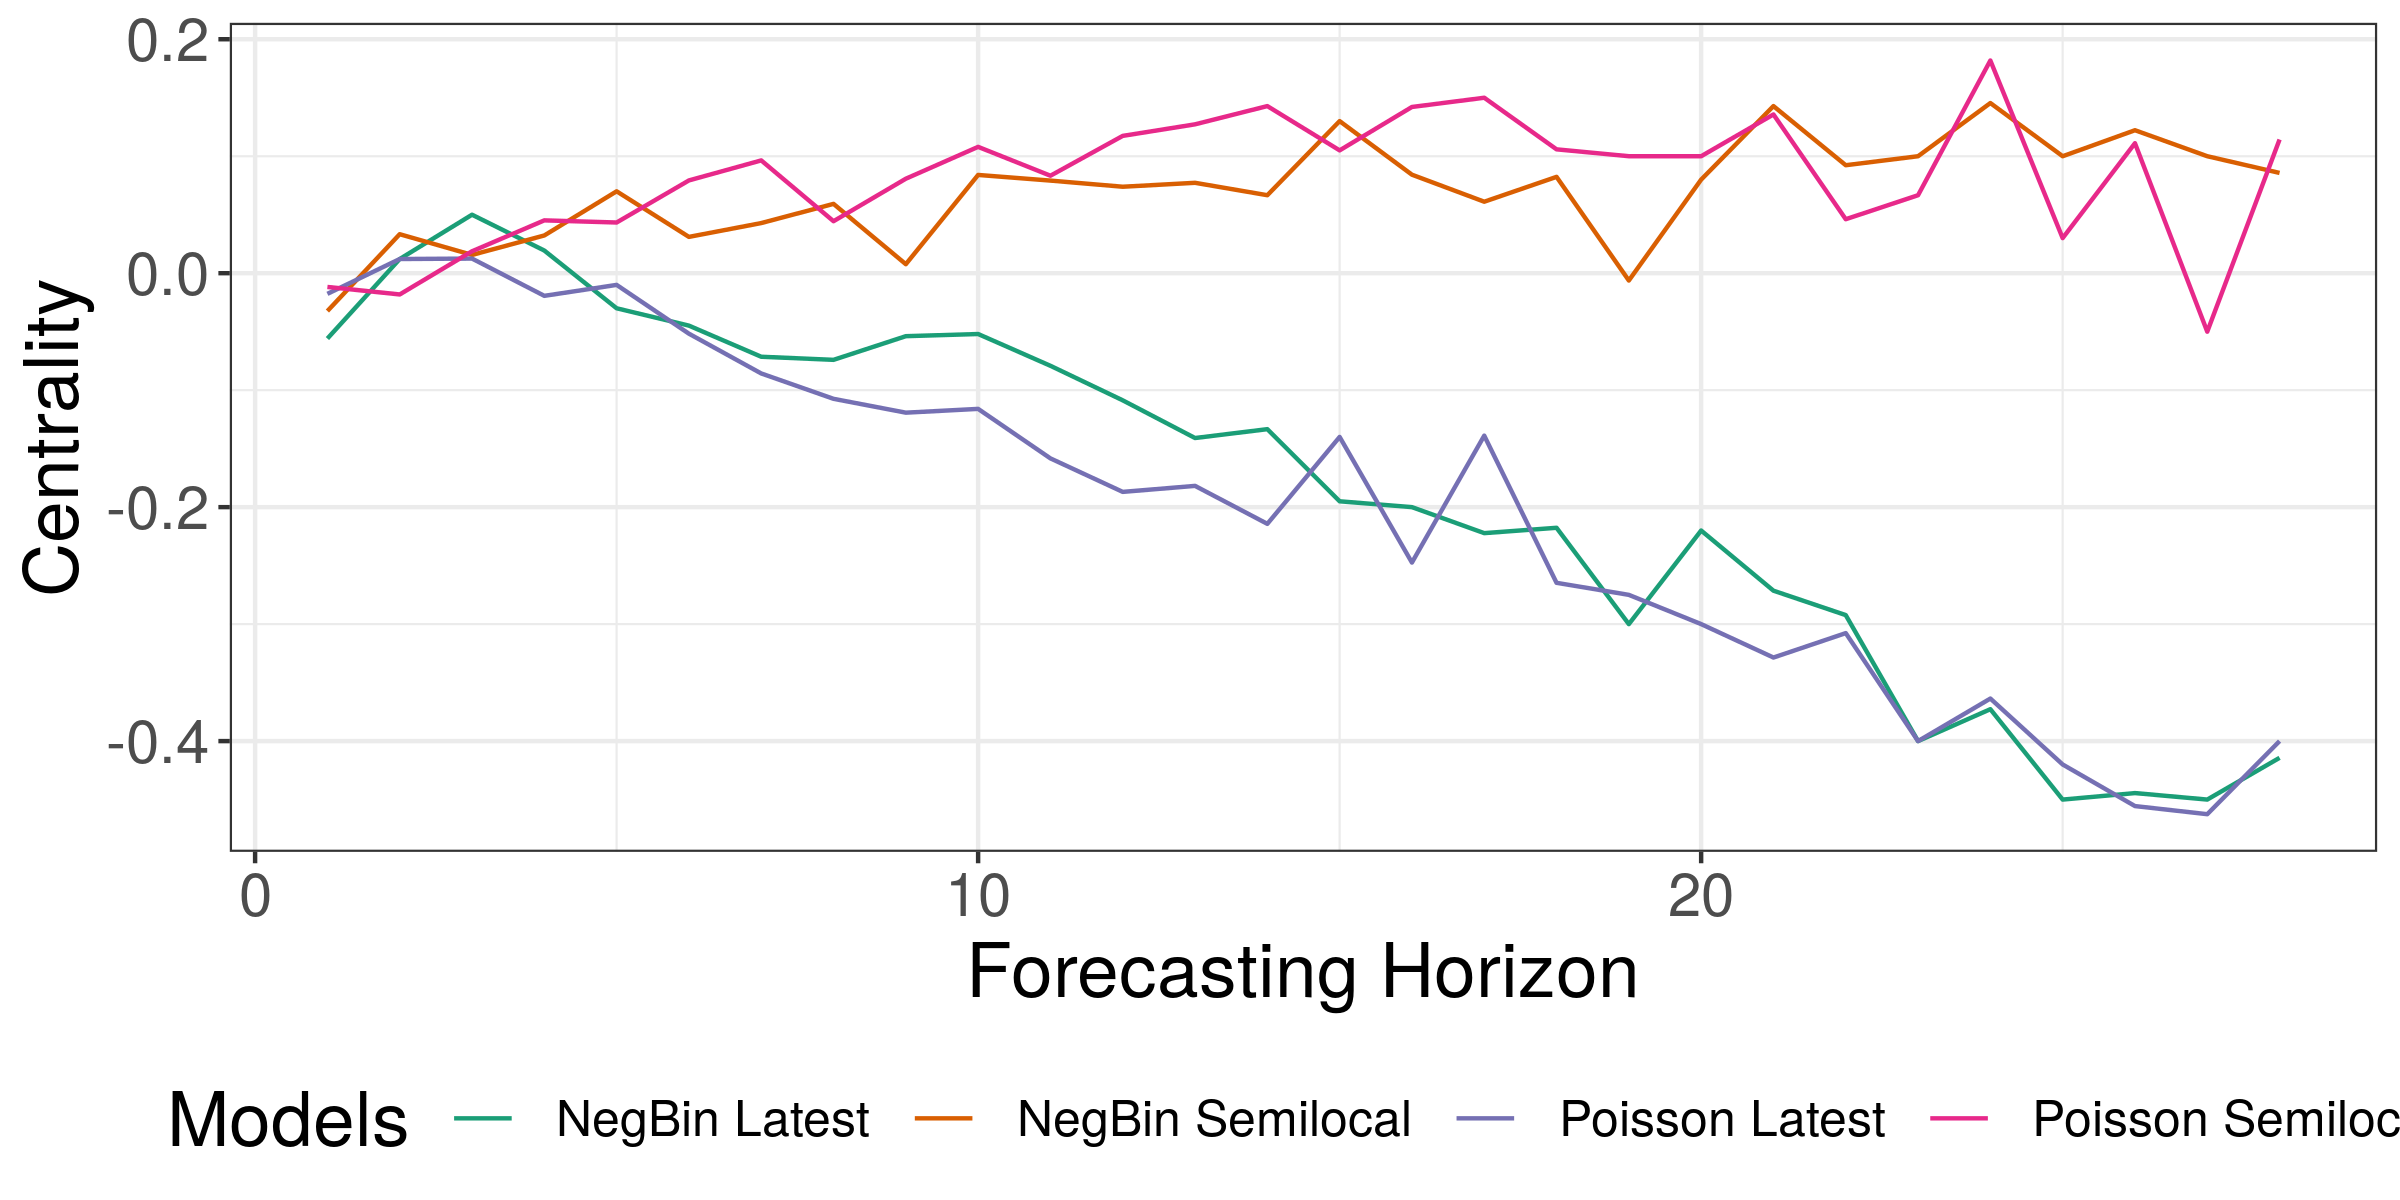 Centrality
0.2
0.0
-0.2
-0.4
0 10 20
Forecasting Horizon
Models NegBin Latest NegBin Semilocal Poisson Latest Poisson Semiloc